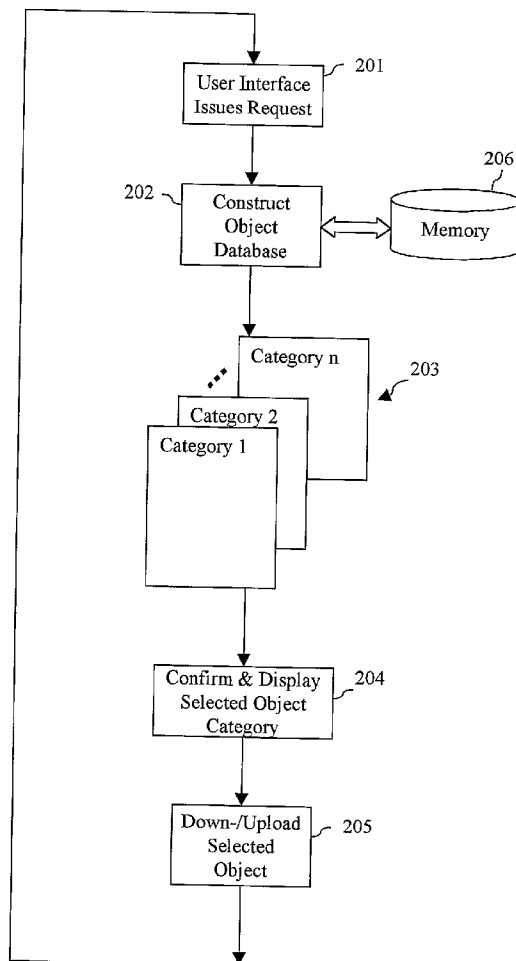 201
User Interface
Issues Request
206
202
Construct
Object
Database
Memory
Category n
203
Category 2
Category 1
204
Confirm & Display
Selected Object
Category
205
Down-/Upload
Selected
Object